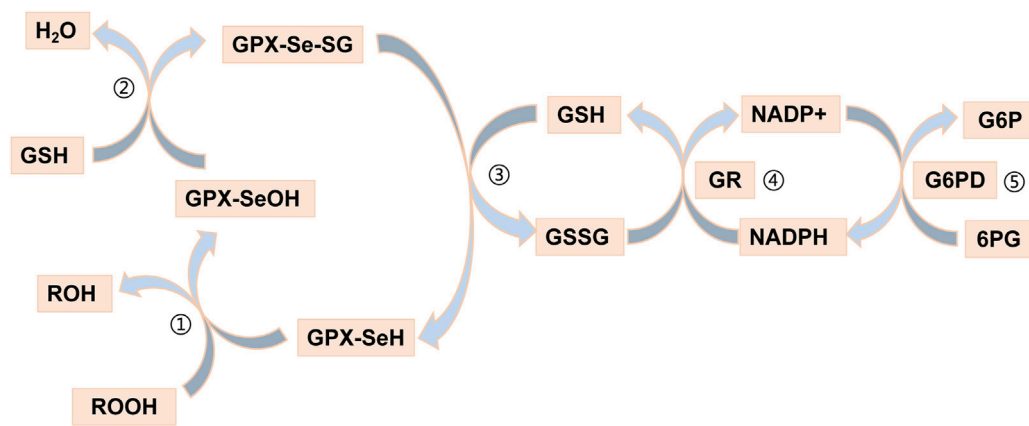 H₂O
GPX-Se-SG
②
GSH
GPX-SeOH
ROH
①
GPX-SeH
ROOH
GSH
③
GSSG
NADP+
GR ④
NADPH
G6P
G6PD ⑤
6PG